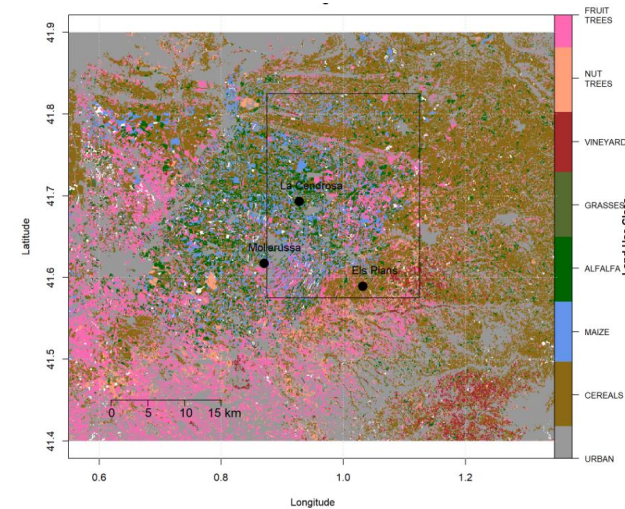 FRUIT
TREES
NUT
TREES
VINEYARD
GRASSES
ALFALFA
MAIZE
CEREALS
URBAN
41.9
41.8
41.7
41.6
41.5
41.4
Latitude
La Cendrosa
Mollerussa
Els Plans
0 5 10 15 km
0.6 0.8 1.0 1.2
Longitude